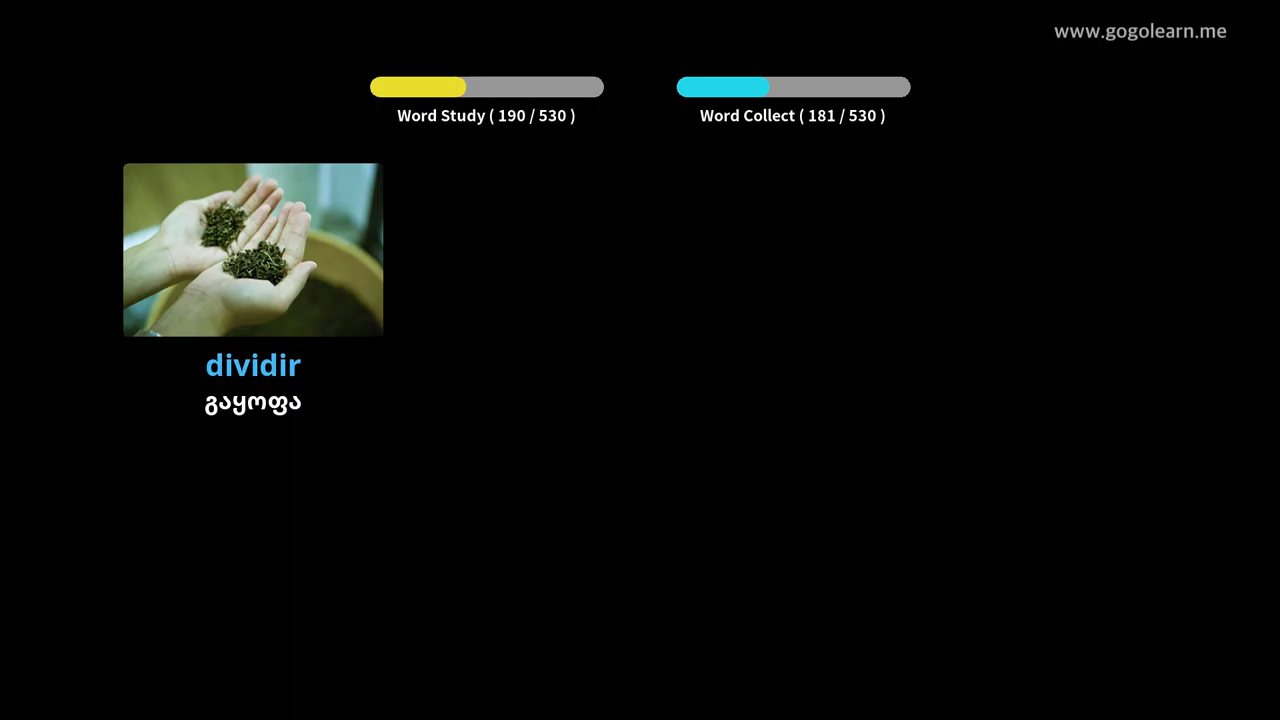 www.gogolearn.me
Word Study ( 190 / 530 )
Word Collect ( 181 / 530 )
dividir
გაყოფა